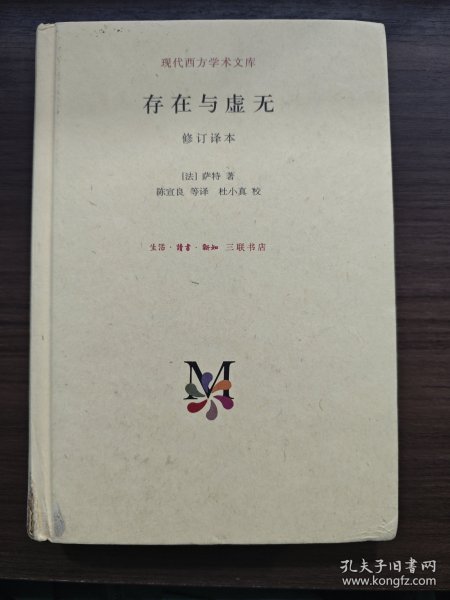 现代西方学术文库
存在与虚无
修订译本
[法] 萨特 著
陈宣良 等译 杜小真 校
生活·讀書·新知 三联书店
M
孔夫子旧书网
www.kongfz.com